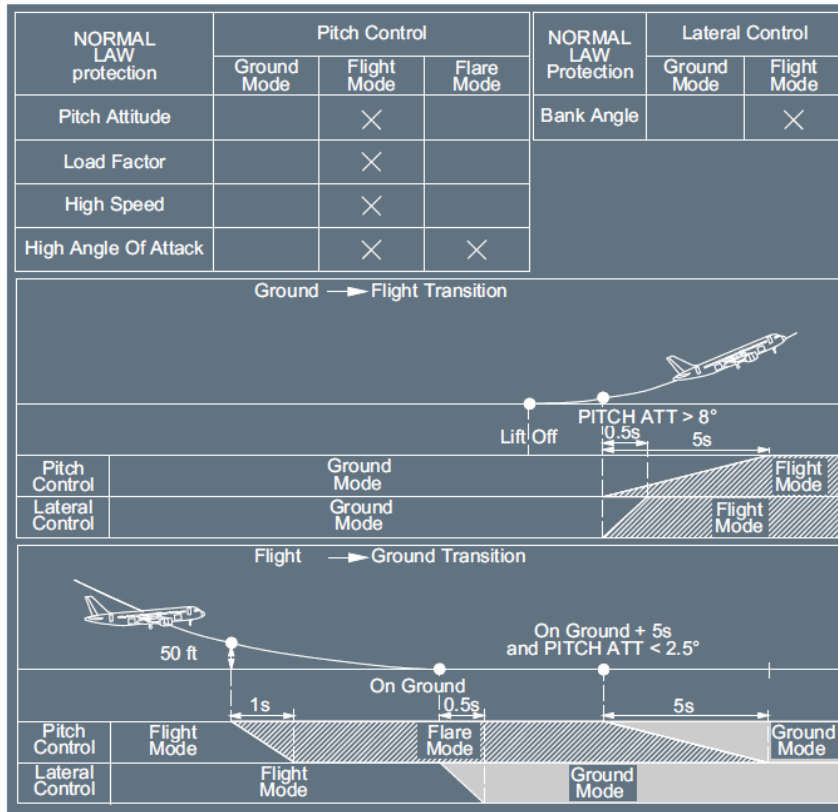 NORMAL
LAW
protection
Pitch Control
Ground
Mode
Flight
Mode
Flare
Mode
Pitch Attitude
Load Factor
High Speed
High Angle Of Attack
NORMAL
LAW
Protection
Lateral Control
Ground
Mode
Flight
Mode
Bank Angle
Ground Flight Transition
PITCH ATT > 8°
Lift Off
0.5s
5s
Pitch
Control
Ground
Mode
Flight
Mode
Lateral
Control
Ground
Mode
Flight
Mode
Flight Ground Transition
50 ft
On Ground + 5s
and PITCH ATT < 2.5°
On Ground
1s
0.5s
5s
Pitch
Control
Flight
Mode
Flare
Mode
Ground
Mode
Lateral
Control
Flight
Mode
Ground
Mode